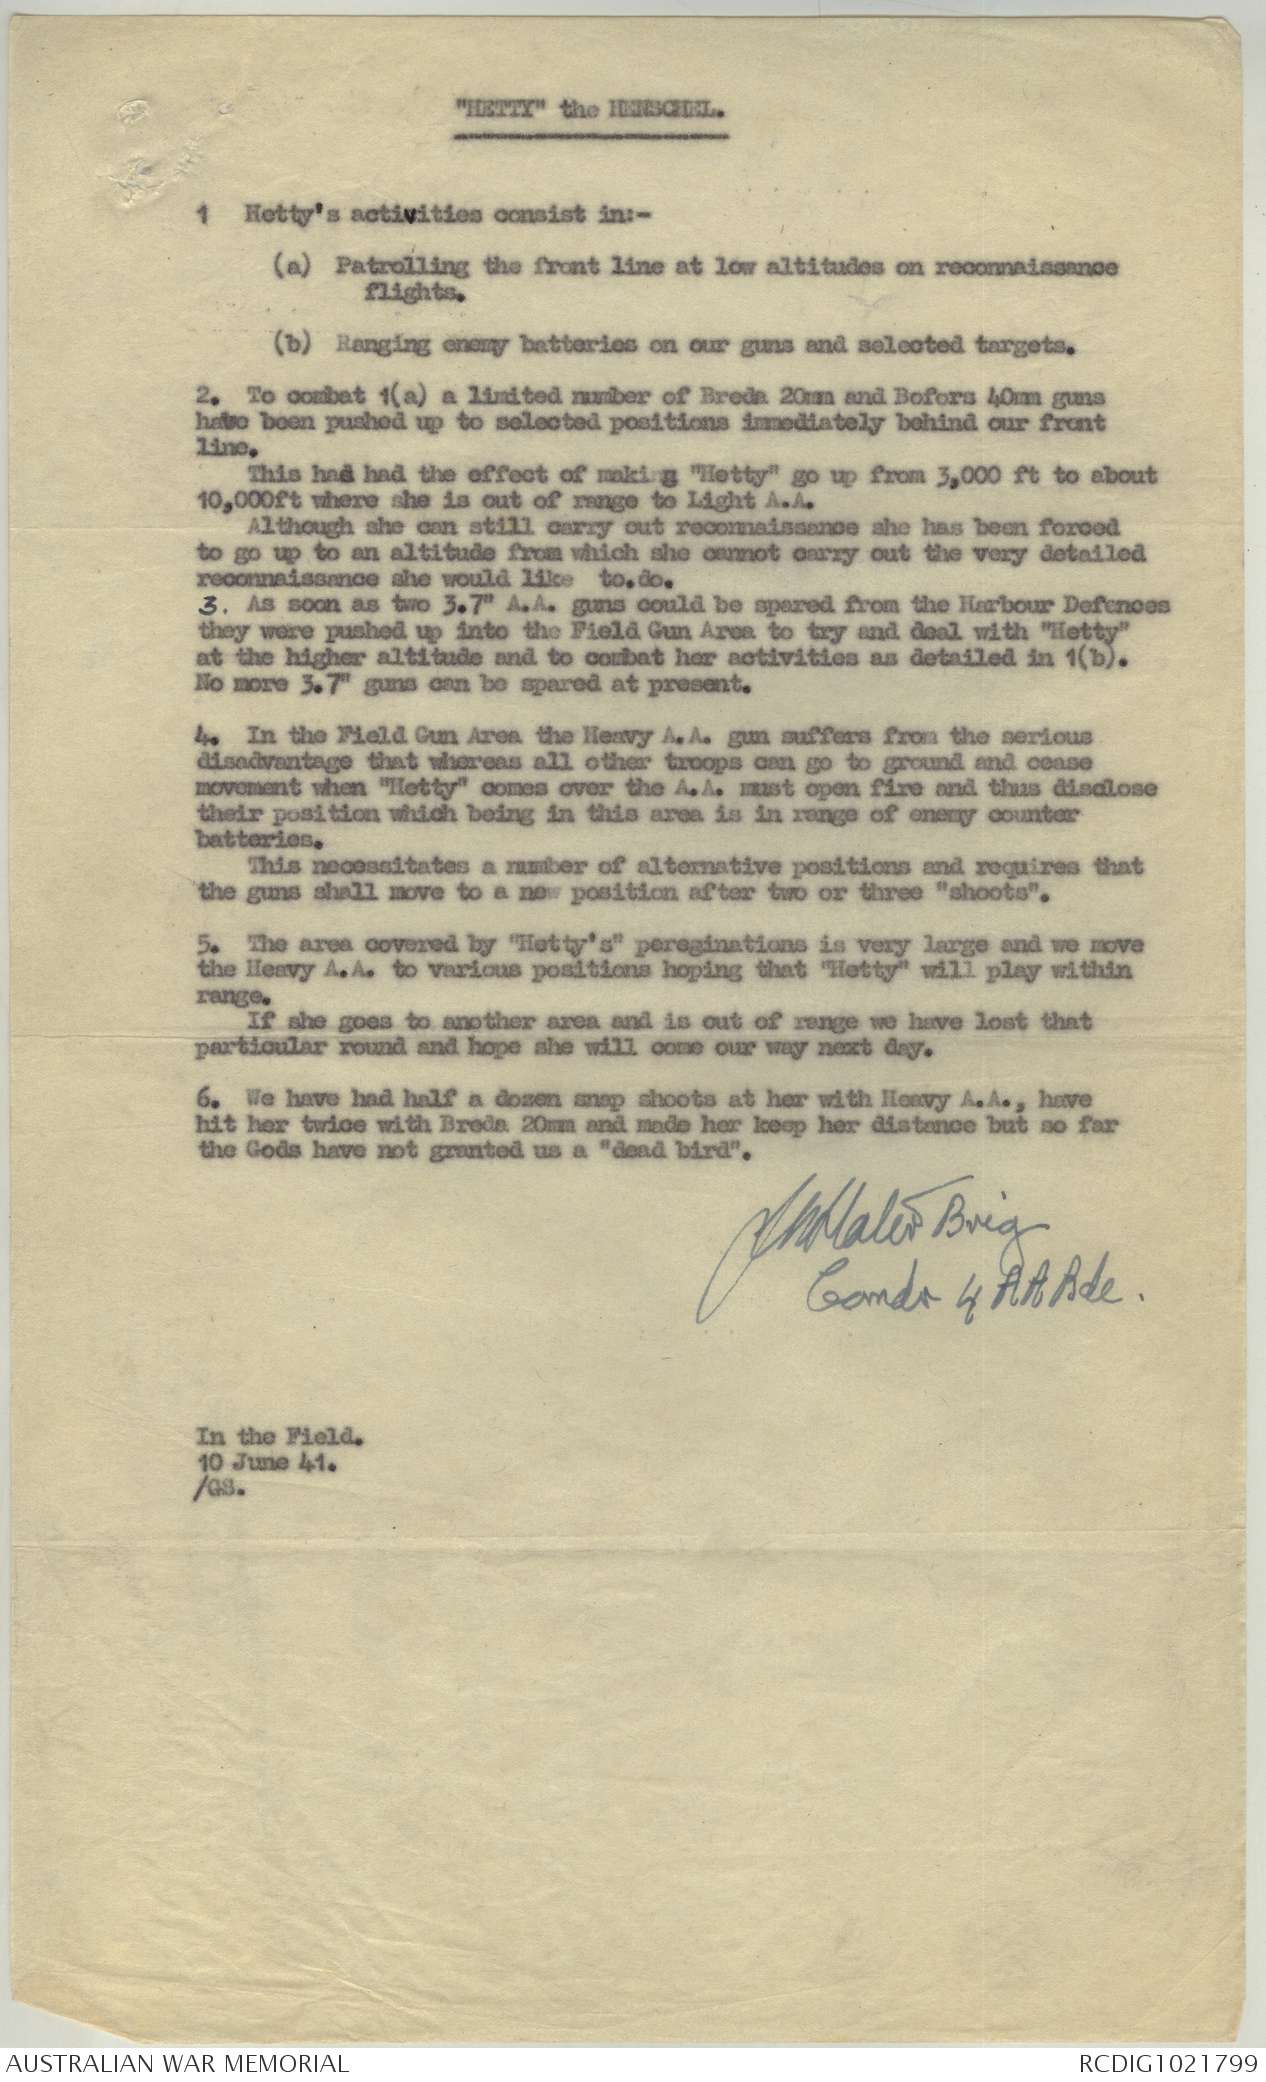 "HETTY" the HENSCHEL.
1 Hetty's activities consist in:-
(a) Patrolling the front line at low altitudes on reconnaissance
flights.
(b) Ranging enemy batteries on our guns and selected targets.
2. To combat 1(a) a limited number of Breda 20mm and Bofors 40mm guns
have been pushed up to selected positions immediately behind our front
line.
This had had the effect of making "Hetty" go up from 3,000 ft to about
10,000ft where she is out of range to Light A.A.
Although she can still carry out reconnaissance she has been forced
to go up to an altitude from which she cannot carry out the very detailed
reconnaissance she would like to.do.
3. As soon as two 3.7" A.A. guns could be spared from the Harbour Defences
they were pushed up into the Field Gun Area to try and deal with "Hetty"
at the higher altitude and to combat her activities as detailed in 1(b).
No more 3.7" guns can be spared at present.
4. In the Field Gun Area the Heavy A.A. gun suffers from the serious
disadvantage that whereas all other troops can go to ground and cease
movement when "Hetty" comes over the A.A. must open fire and thus disclose
their position which being in this area is in range of enemy counter
batteries.
This necessitates a number of alternative positions and requires that
the guns shall move to a new position after two or three "shoots".
5. The area covered by "Hetty's" pereginations is very large and we move
the Heavy A.A. to various positions hoping that "Hetty" will play within
range.
If she goes to another area and is out of range we have lost that
particular round and hope she will come our way next day.
6. We have had half a dozen snap shoots at her with Heavy A.A., have
hit her twice with Breda 20mm and made her keep her distance but so far
the Gods have not granted us a "dead bird".
Brig
Comdr 4 AA Bde.
In the Field.
10 June 41.
/GS.
AUSTRALIAN WAR MEMORIAL
RCDIG1021799